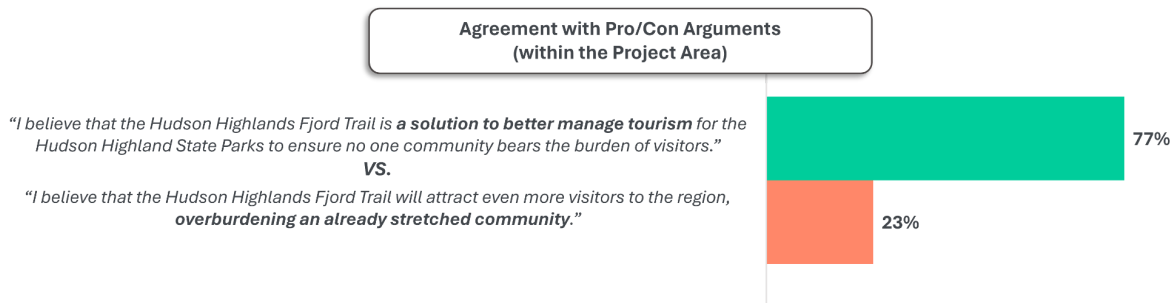 Agreement with Pro/Con Arguments
(within the Project Area)
“I believe that the Hudson Highlands Fjord Trail is a solution to better manage tourism for the
Hudson Highland State Parks to ensure no one community bears the burden of visitors.”
VS.
“I believe that the Hudson Highlands Fjord Trail will attract even more visitors to the region,
overburdening an already stretched community.”
77%
23%